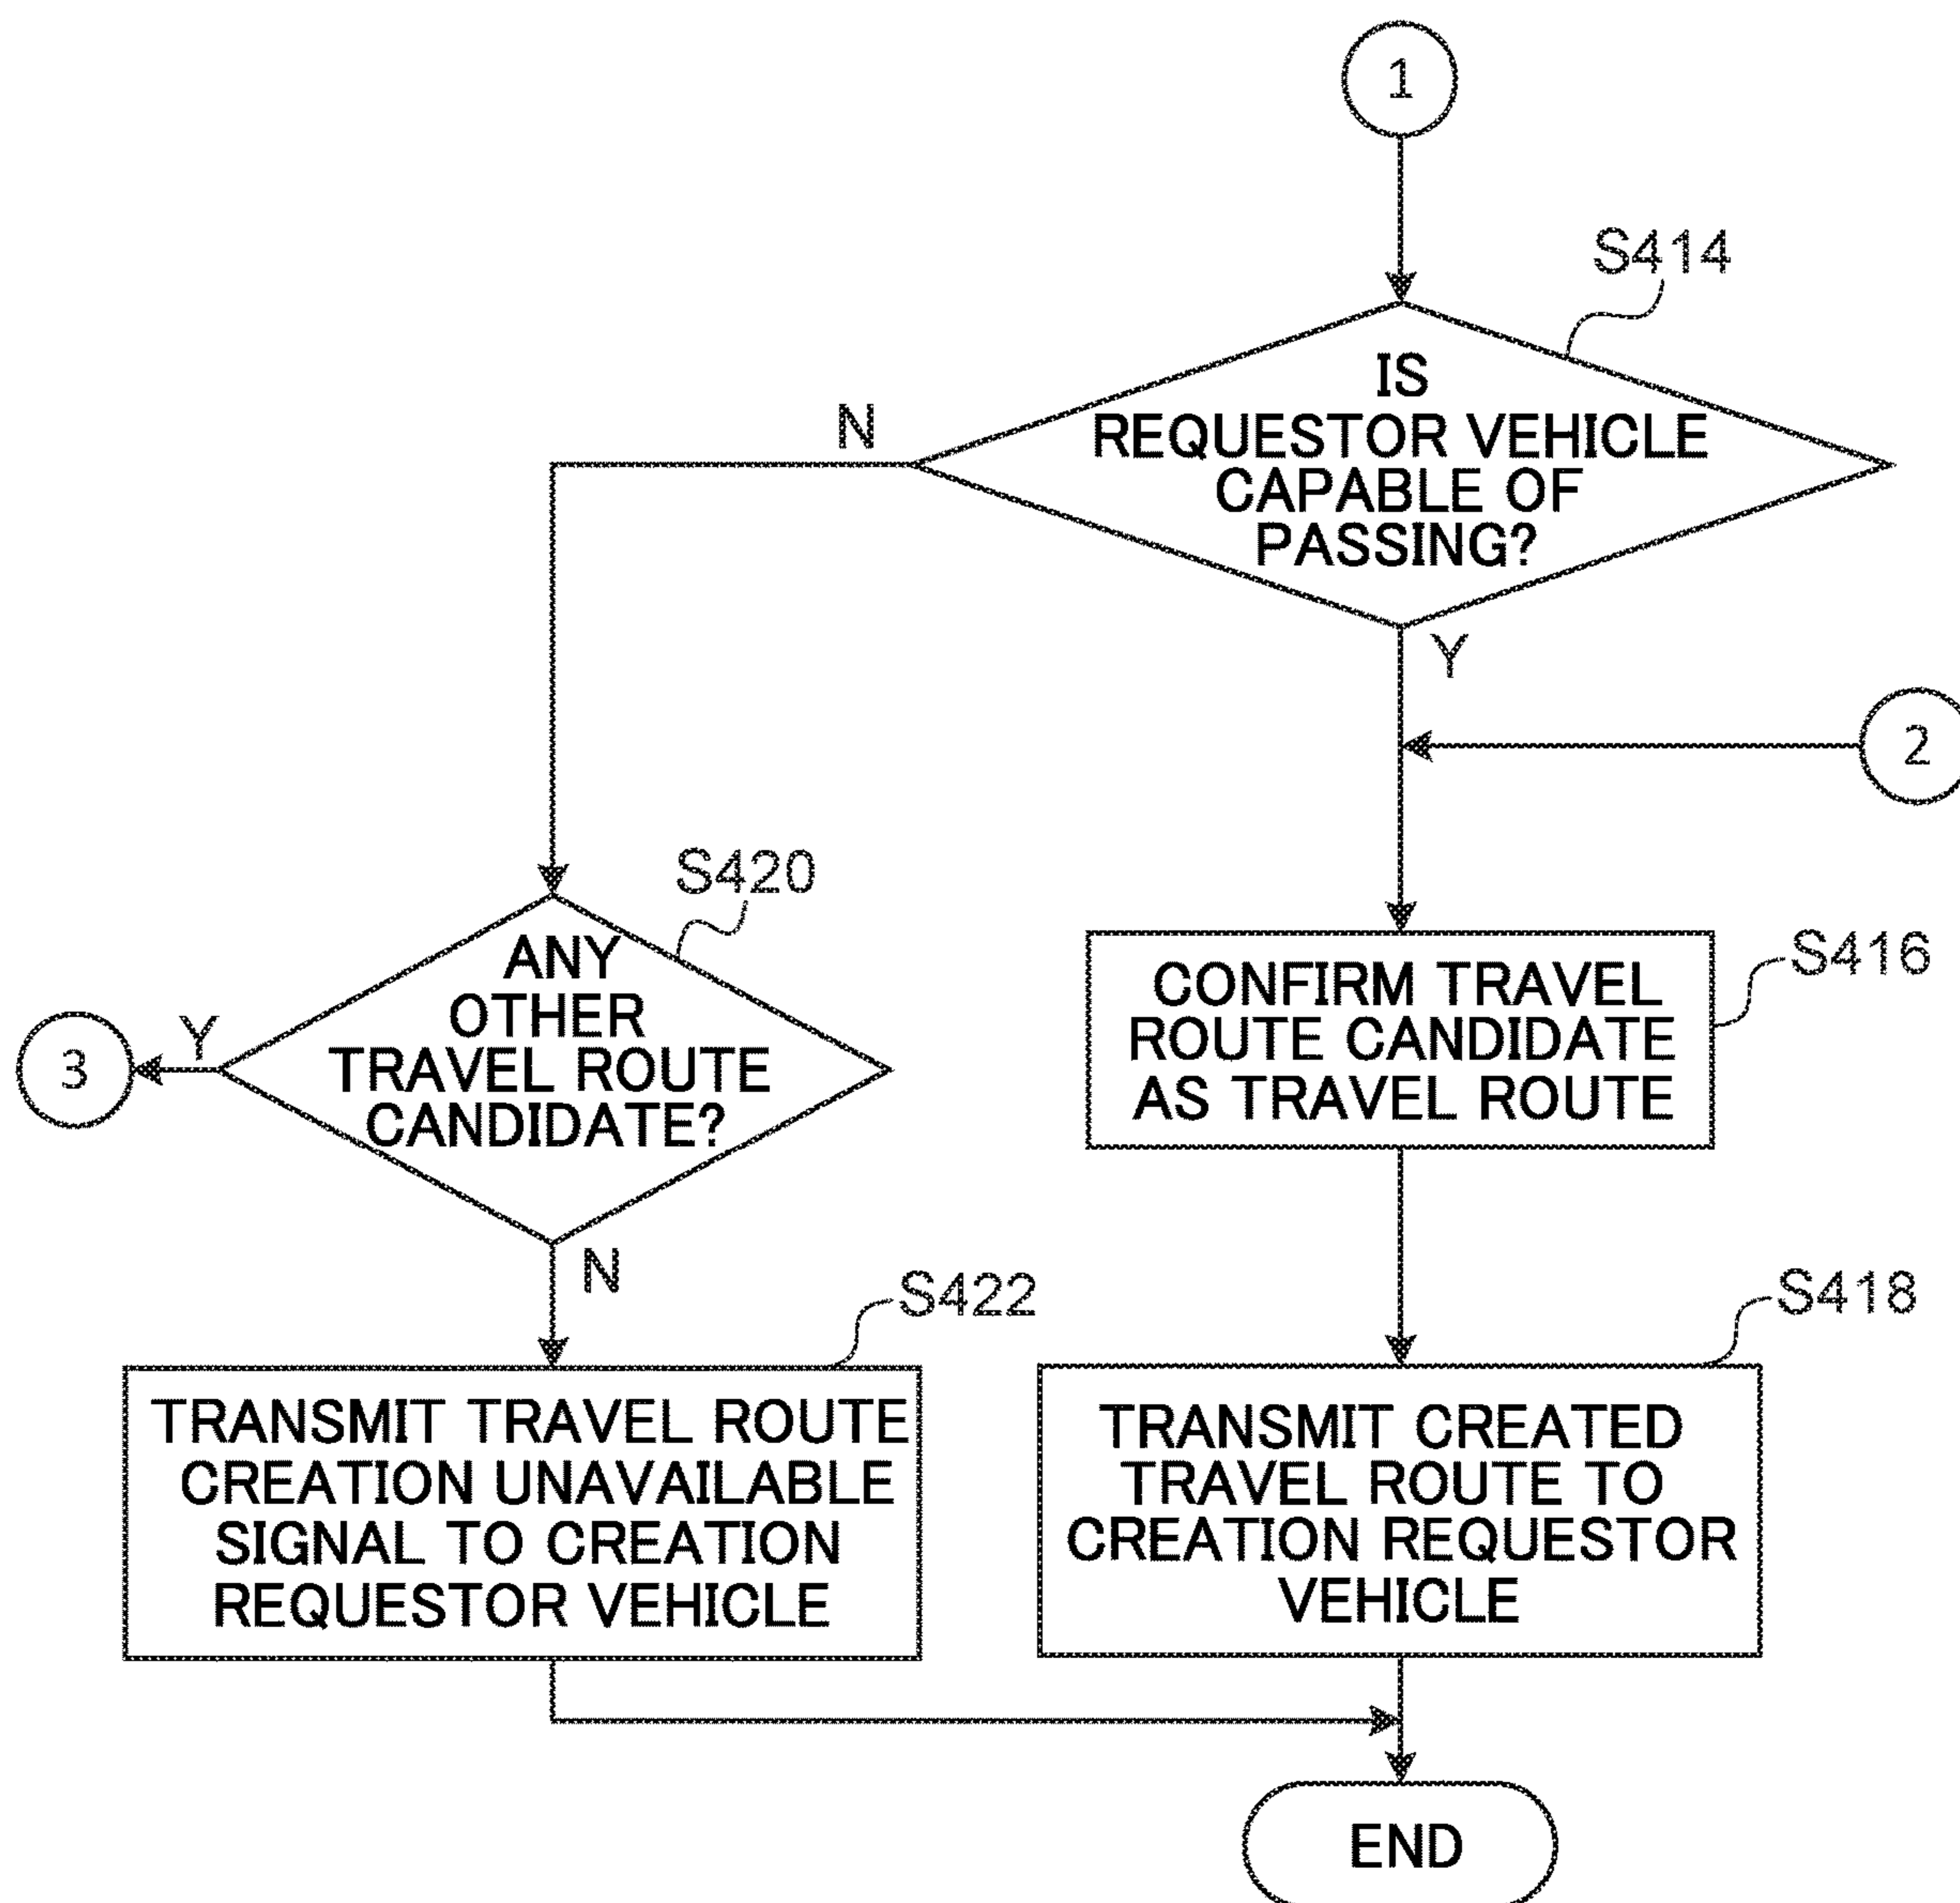 1
S414
IS
REQUESTOR VEHICLE
CAPABLE OF
PASSING?
N
Y
2
S420
ANY
OTHER
TRAVEL ROUTE
CANDIDATE?
Y
3
N
S416
CONFIRM TRAVEL
ROUTE CANDIDATE
AS TRAVEL ROUTE
S422
TRANSMIT TRAVEL ROUTE
CREATION UNAVAILABLE
SIGNAL TO CREATION
REQUESTOR VEHICLE
S418
TRANSMIT CREATED
TRAVEL ROUTE TO
CREATION REQUESTOR
VEHICLE
END